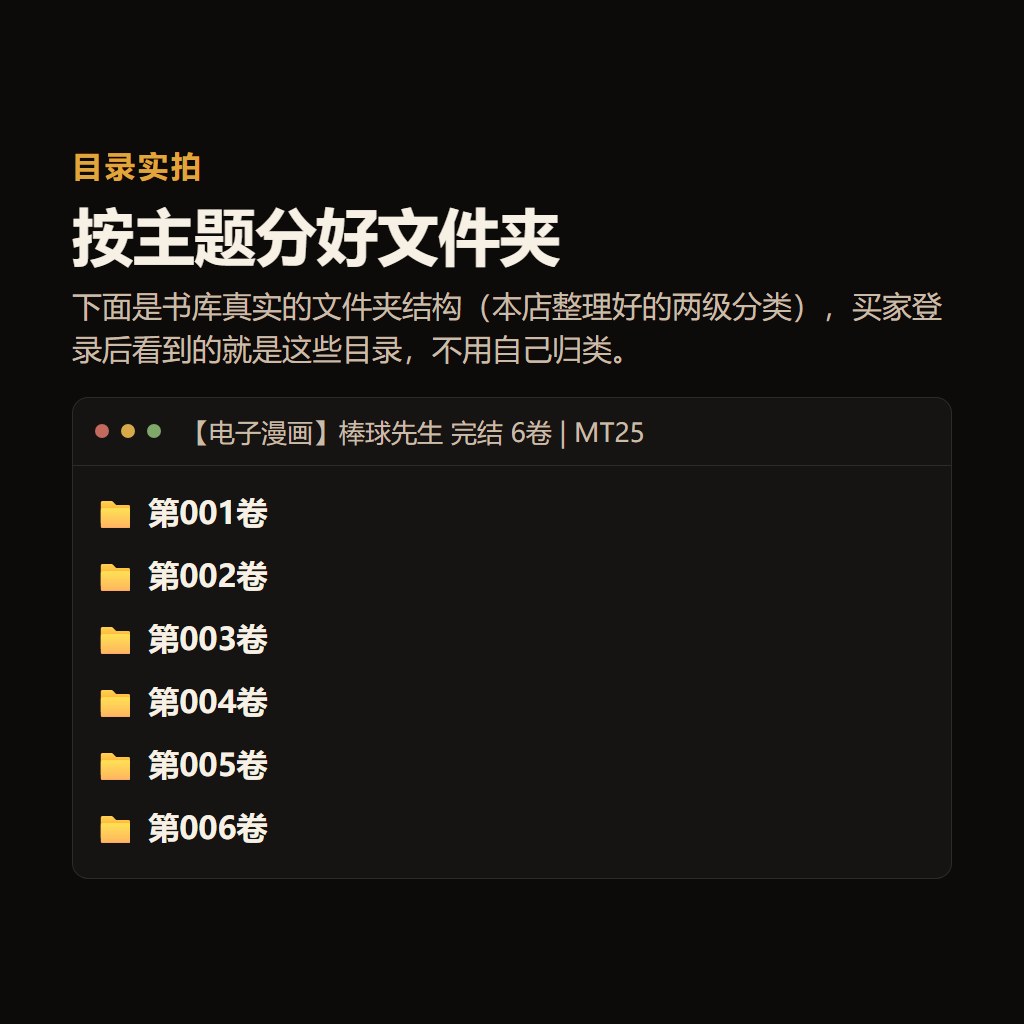 目录实拍
按主题分好文件夹
下面是书库真实的文件夹结构（本店整理好的两级分类），买家登
录后看到的就是这些目录，不用自己归类。
【电子漫画】棒球先生 完结 6卷 | MT25
第001卷
第002卷
第003卷
第004卷
第005卷
第006卷